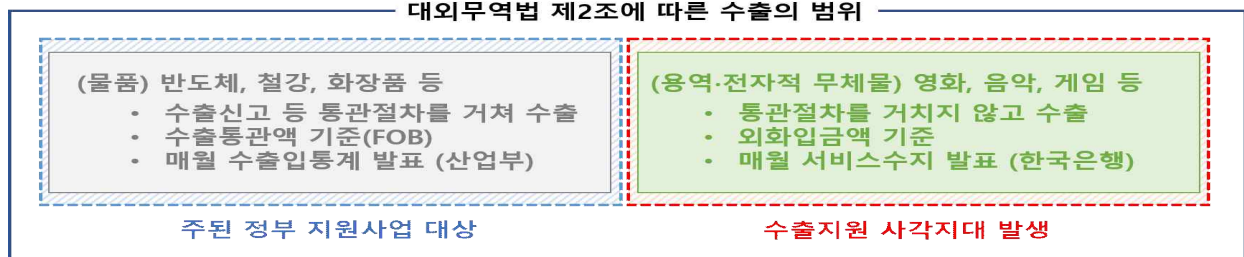 대외무역법 제2조에 따른 수출의 범위
(물품) 반도체, 철강, 화장품 등
• 수출신고 등 통관절차를 거쳐 수출
• 수출통관액 기준(FOB)
• 매월 수출입통계 발표 (산업부)
주된 정부 지원사업 대상
(용역·전자적 무체물) 영화, 음악, 게임 등
• 통관절차를 거치지 않고 수출
• 외화입금액 기준
• 매월 서비스수지 발표 (한국은행)
수출지원 사각지대 발생